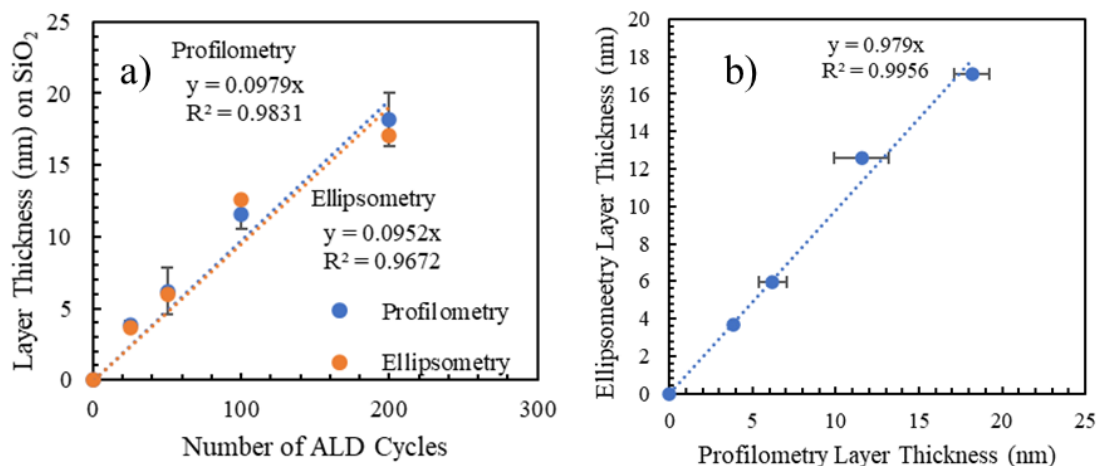 a)
Profilometry
y = 0.0979x
R² = 0.9831
Ellipsometry
y = 0.0952x
R² = 0.9672
Profilometry
Ellipsometry
Layer Thickness (nm) on SiO₂
25
20
15
10
5
0
0 100 200 300
Number of ALD Cycles
b)
y = 0.979x
R² = 0.9956
Ellipsomeetry Layer Thickness (nm)
20
18
16
14
12
10
8
6
4
2
0
0 5 10 15 20 25
Profilometry Layer Thickness (nm)